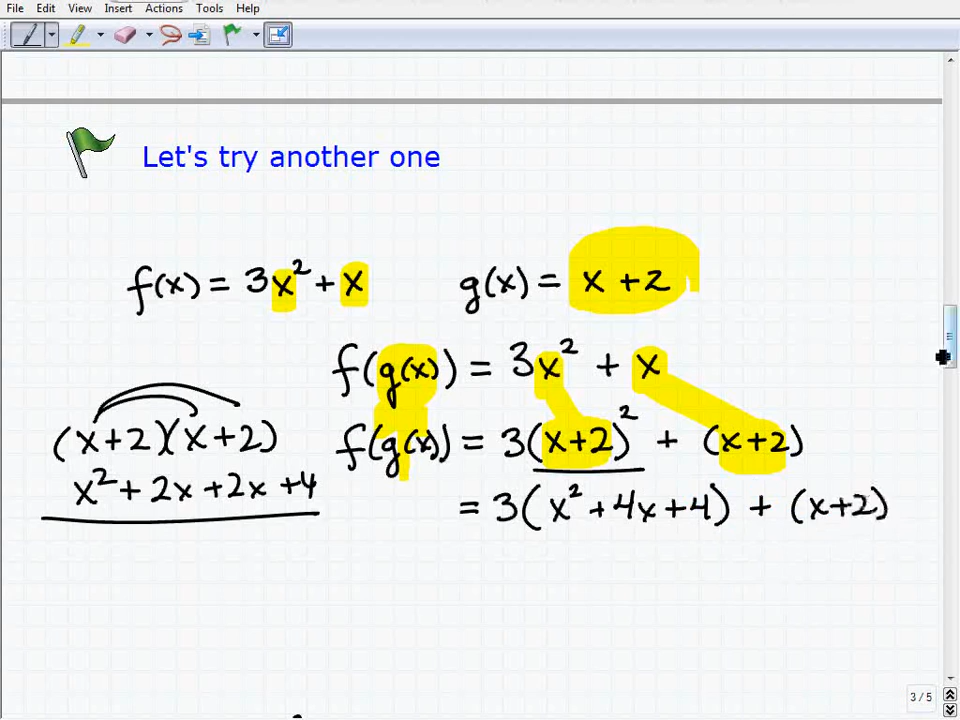 File Edit View Insert Actions Tools Help
Let's try another one
f(x) = 3x² + x g(x) = x + 2
f(g(x)) = 3x² + x
(x+2)(x+2) f(g(x)) = 3(x+2)² + (x+2)
x² + 2x + 2x + 4 = 3(x² + 4x + 4) + (x+2)
3 / 5